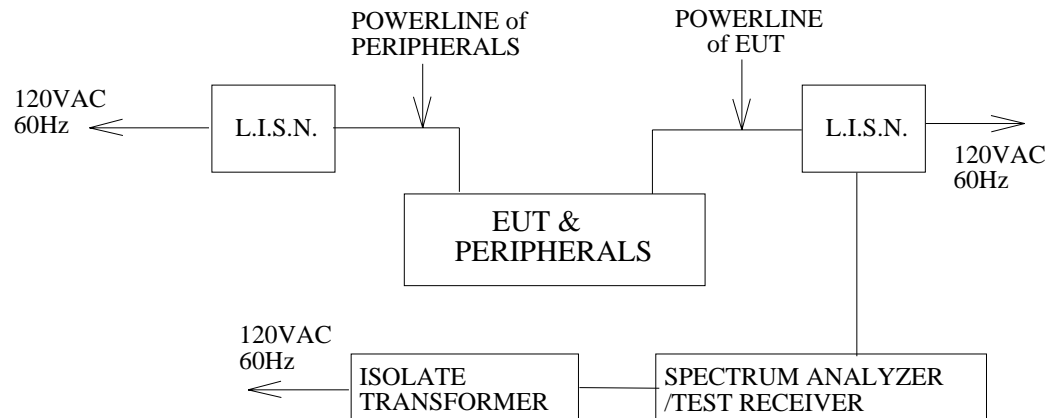 POWERLINE of
PERIPHERALS
POWERLINE
of EUT
120VAC
60Hz
L.I.S.N.
L.I.S.N.
120VAC
60Hz
EUT &
PERIPHERALS
120VAC
60Hz
ISOLATE
TRANSFORMER
SPECTRUM ANALYZER
/TEST RECEIVER